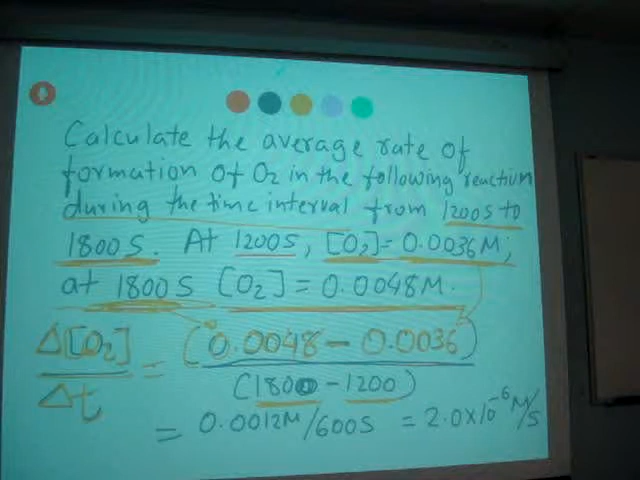 Calculate the average rate of
formation of O2 in the following reaction
during the time interval from 1200s to
1800S. At 1200S, [O2]= 0.0036M;
at 1800S [O2] = 0.0048M.
Δ[O2]/Δt = (0.0048 - 0.0036)/(1800 - 1200)
= 0.0012M/600S = 2.0x10^-6 M/s